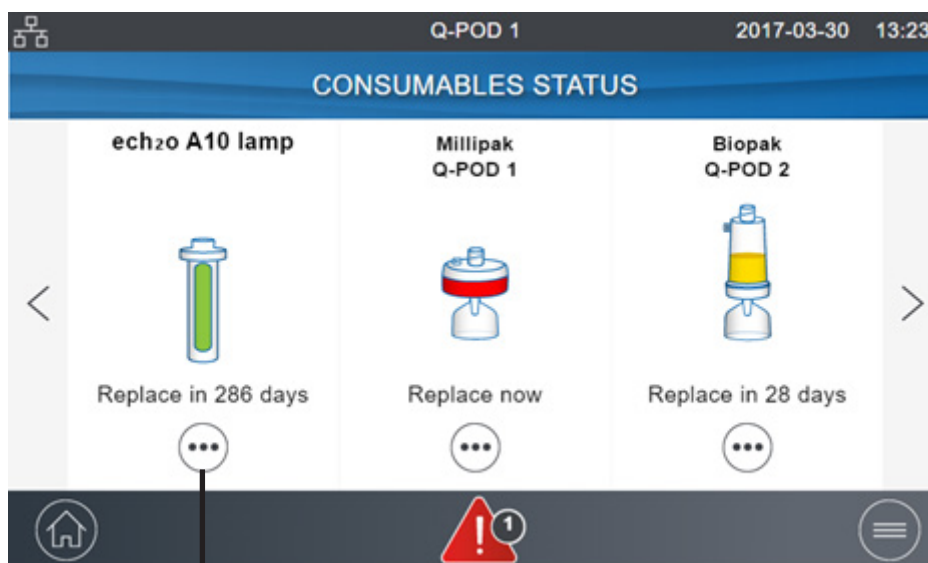 Q-POD 1 2017-03-30 13:23
CONSUMABLES STATUS
ech₂o A10 lamp
Replace in 286 days
Millipak
Q-POD 1
Replace now
Biopak
Q-POD 2
Replace in 28 days
1